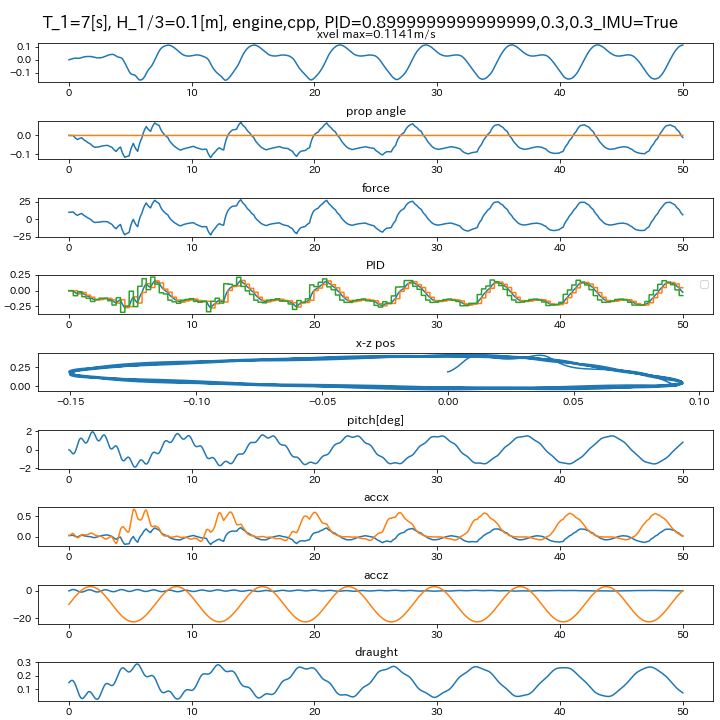 T_1=7[s], H_1/3=0.1[m], engine,cpp, PID=0.8999999999999999,0.3,0.3_IMU=True
xvel max=0.1141m/s
0.1
0.0
−0.1
0 10 20 30 40 50
prop angle
0.0
−0.1
0 10 20 30 40 50
force
25
0
−25
0 10 20 30 40 50
PID
0.25
0.00
−0.25
0 10 20 30 40 50
x-z pos
0.25
0.00
−0.15 −0.10 −0.05 0.00 0.05 0.10
pitch[deg]
2
0
−2
0 10 20 30 40 50
accx
0.5
0.0
0 10 20 30 40 50
accz
0
−20
0 10 20 30 40 50
draught
0.3
0.2
0.1
0 10 20 30 40 50